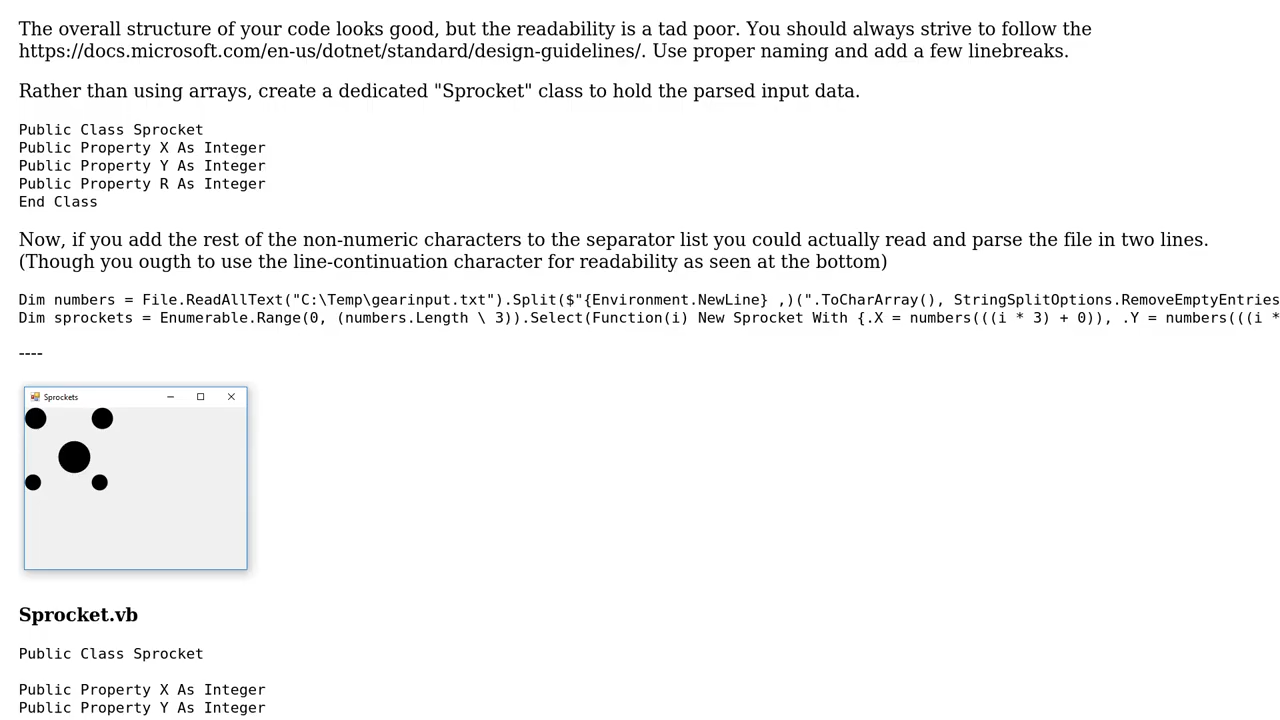 The overall structure of your code looks good, but the readability is a tad poor. You should always strive to follow the
https://docs.microsoft.com/en-us/dotnet/standard/design-guidelines/. Use proper naming and add a few linebreaks.
Rather than using arrays, create a dedicated "Sprocket" class to hold the parsed input data.
Public Class Sprocket
Public Property X As Integer
Public Property Y As Integer
Public Property R As Integer
End Class
Now, if you add the rest of the non-numeric characters to the separator list you could actually read and parse the file in two lines.
(Though you ougth to use the line-continuation character for readability as seen at the bottom)
Dim numbers = File.ReadAllText("C:\Temp\gearinput.txt").Split($"{Environment.NewLine} ,)(".ToCharArray(), StringSplitOptions.RemoveEmptyEntries
Dim sprockets = Enumerable.Range(0, (numbers.Length \ 3)).Select(Function(i) New Sprocket With {.X = numbers(((i * 3) + 0)), .Y = numbers(((i *
----
Sprockets
Sprocket.vb
Public Class Sprocket
Public Property X As Integer
Public Property Y As Integer